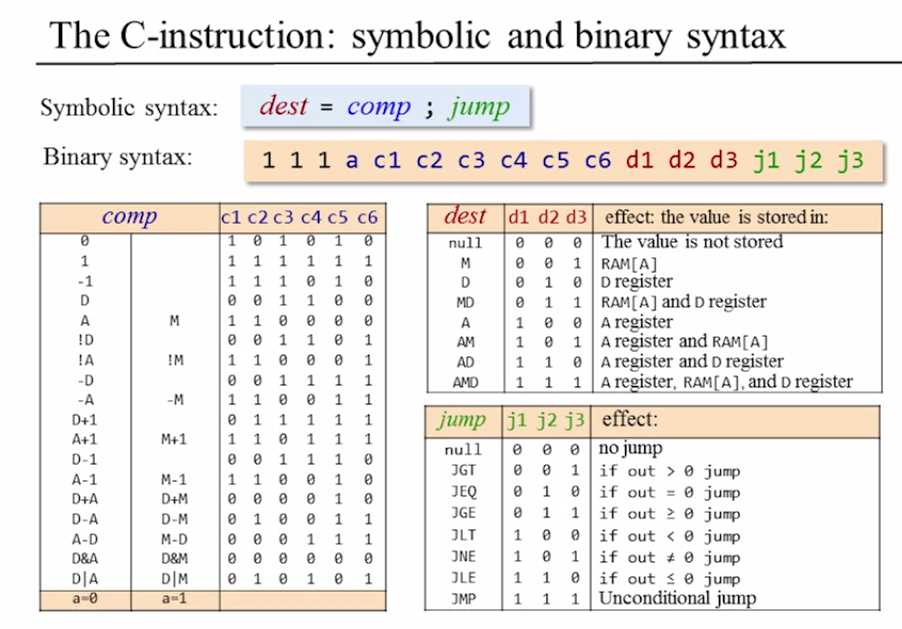 The C-instruction: symbolic and binary syntax
Symbolic syntax: dest = comp ; jump
Binary syntax: 1 1 1 a c1 c2 c3 c4 c5 c6 d1 d2 d3 j1 j2 j3
comp c1 c2 c3 c4 c5 c6
0 1 0 1 0 1 0
1 1 1 1 1 1 1
-1 1 1 1 0 1 0
D 0 0 1 1 0 0
A M 1 1 0 0 0 0
!D 0 0 1 1 0 1
!A !M 1 1 0 0 0 1
-D 0 0 1 1 1 1
-A -M 1 1 0 0 1 1
D+1 0 1 1 1 1 1
A+1 M+1 1 1 0 1 1 1
D-1 0 0 1 1 1 0
A-1 M-1 1 1 0 0 1 0
D+A D+M 0 0 0 0 1 0
D-A D-M 0 1 0 0 1 1
A-D M-D 0 0 0 1 1 1
D&A D&M 0 0 0 0 0 0
D|A D|M 0 1 0 1 0 1
a=0 a=1
dest d1 d2 d3 effect: the value is stored in:
null 0 0 0 The value is not stored
M 0 0 1 RAM[A]
D 0 1 0 D register
MD 0 1 1 RAM[A] and D register
A 1 0 0 A register
AM 1 0 1 A register and RAM[A]
AD 1 1 0 A register and D register
AMD 1 1 1 A register, RAM[A], and D register
jump j1 j2 j3 effect:
null 0 0 0 no jump
JGT 0 0 1 if out > 0 jump
JEQ 0 1 0 if out = 0 jump
JGE 0 1 1 if out ≥ 0 jump
JLT 1 0 0 if out < 0 jump
JNE 1 0 1 if out ≠ 0 jump
JLE 1 1 0 if out ≤ 0 jump
JMP 1 1 1 Unconditional jump